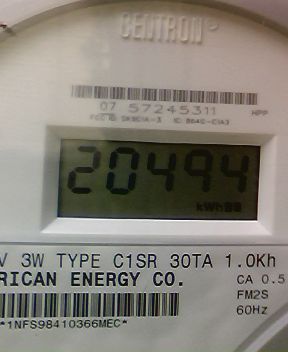 CENTRON®
07 57245311 HPP
20494
kWh
V 3W TYPE C1SR 30TA 1.0Kh
RICAN ENERGY CO. CA 0.5
FM2S
*1NFS98410366MEC* 60Hz